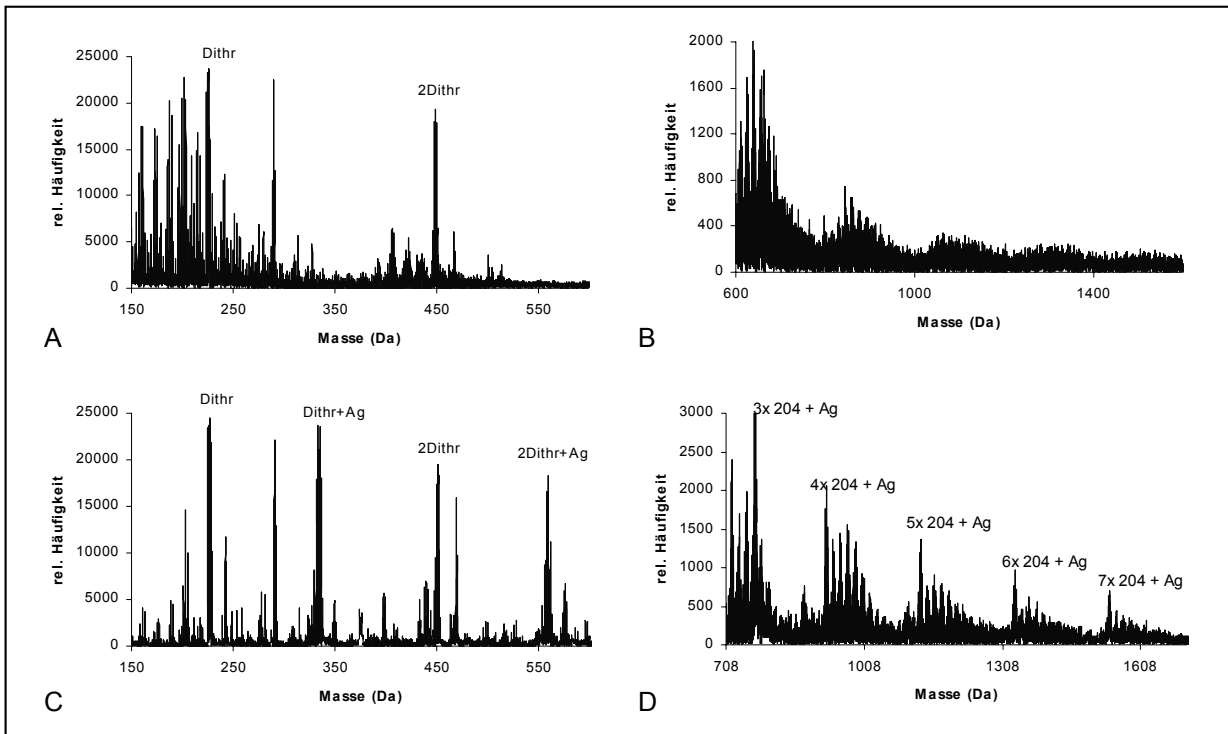 Dithr
2Dithr
25000
20000
15000
10000
5000
0
rel. Häufigkeit
150 250 350 450 550
Masse (Da)
A
2000
1600
1200
800
400
0
rel. Häufigkeit
600 1000 1400
Masse (Da)
B
Dithr
Dithr+Ag
2Dithr
2Dithr+Ag
25000
20000
15000
10000
5000
0
rel. Häufigkeit
150 250 350 450 550
Masse (Da)
C
3x 204 + Ag
4x 204 + Ag
5x 204 + Ag
6x 204 + Ag
7x 204 + Ag
3000
2500
2000
1500
1000
500
0
rel. Häufigkeit
708 1008 1308 1608
Masse (Da)
D